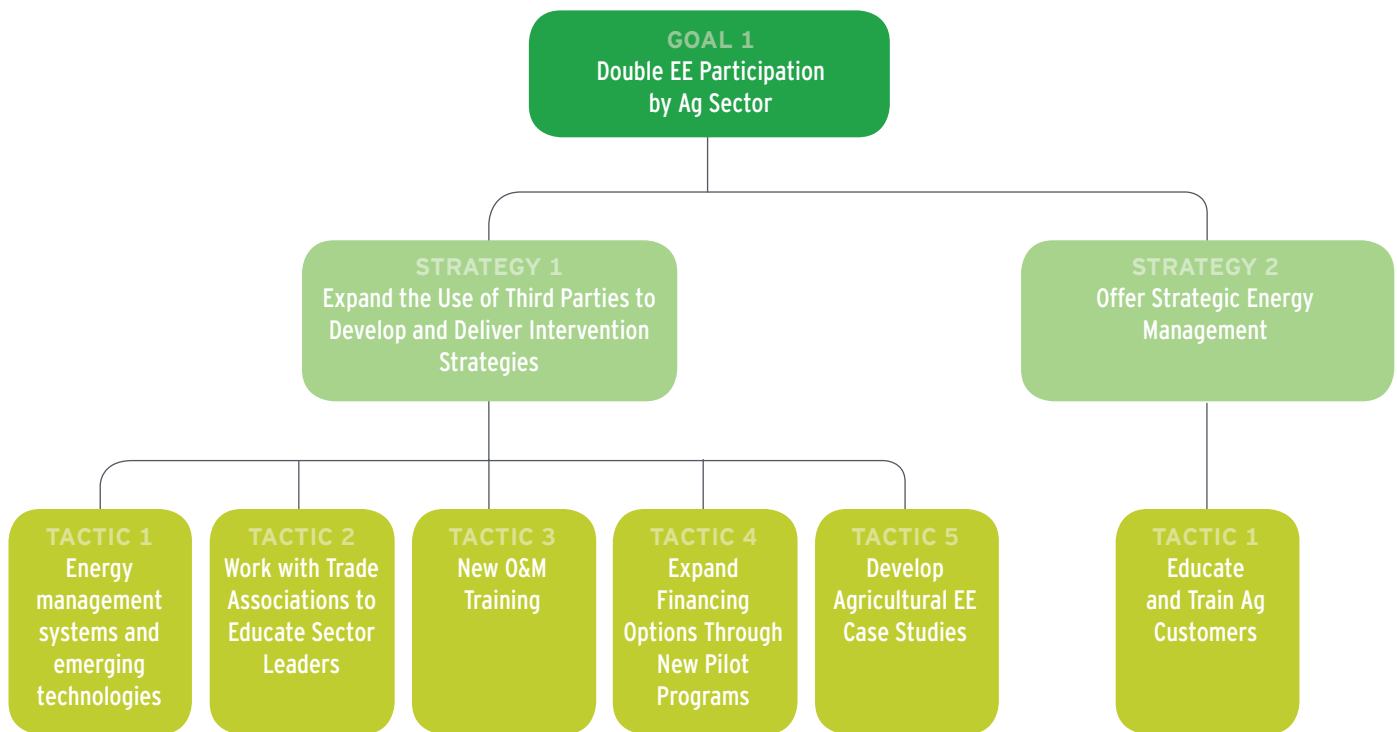 GOAL 1
Double EE Participation
by Ag Sector
STRATEGY 1
Expand the Use of Third Parties to
Develop and Deliver Intervention
Strategies
STRATEGY 2
Offer Strategic Energy
Management
TACTIC 1
Energy
management
systems and
emerging
technologies
TACTIC 2
Work with Trade
Associations to
Educate Sector
Leaders
TACTIC 3
New O&M
Training
TACTIC 4
Expand
Financing
Options Through
New Pilot
Programs
TACTIC 5
Develop
Agricultural EE
Case Studies
TACTIC 1
Educate
and Train Ag
Customers